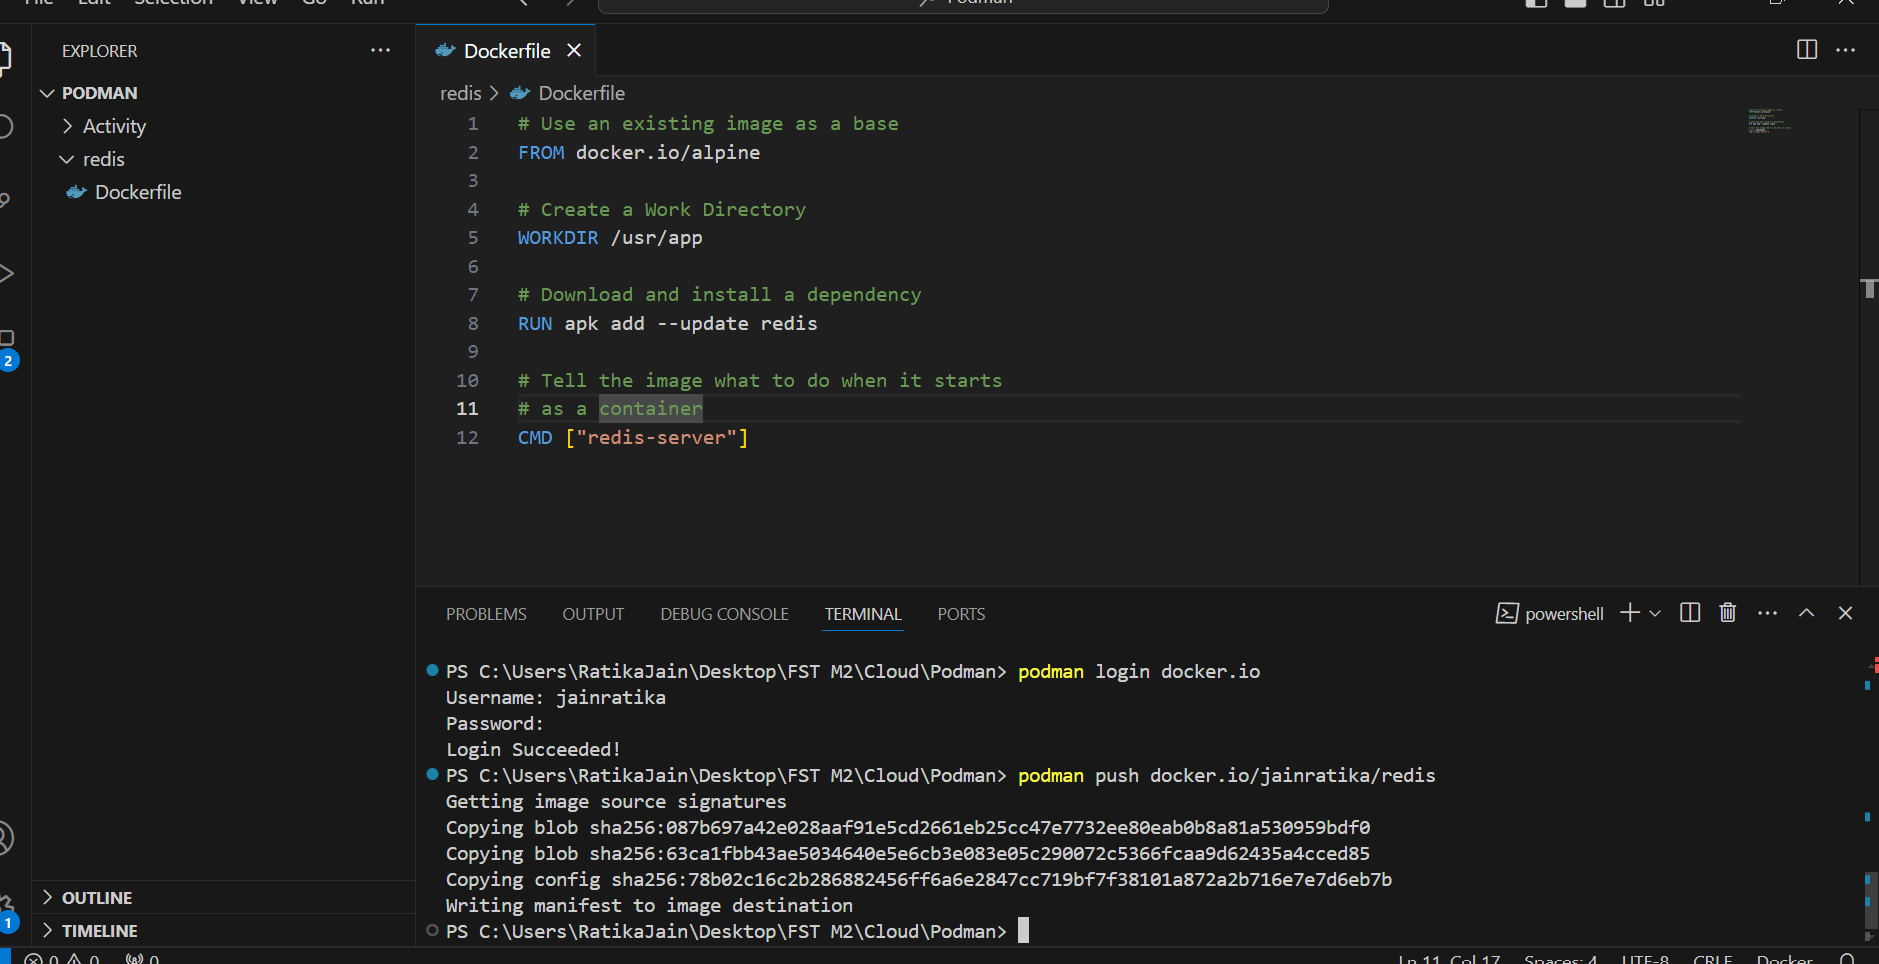 File Edit Selection View Go Run
Podman
EXPLORER
PODMAN
Activity
redis
Dockerfile
Dockerfile
redis > Dockerfile
1 # Use an existing image as a base
2 FROM docker.io/alpine
3
4 # Create a Work Directory
5 WORKDIR /usr/app
6
7 # Download and install a dependency
8 RUN apk add --update redis
9
10 # Tell the image what to do when it starts
11 # as a container
12 CMD ["redis-server"]
2
PROBLEMS OUTPUT DEBUG CONSOLE TERMINAL PORTS
powershell
PS C:\Users\RatikaJain\Desktop\FST M2\Cloud\Podman> podman login docker.io
Username: jainratika
Password:
Login Succeeded!
PS C:\Users\RatikaJain\Desktop\FST M2\Cloud\Podman> podman push docker.io/jainratika/redis
Getting image source signatures
Copying blob sha256:087b697a42e028aaf91e5cd2661eb25cc47e7732ee80eab0b8a81a530959bdf0
Copying blob sha256:63ca1fbb43ae5034640e5e6cb3e083e05c290072c5366fcaa9d62435a4cced85
Copying config sha256:78b02c16c2b286882456ff6a6e2847cc719bf7f38101a872a2b716e7e7d6eb7b
Writing manifest to image destination
PS C:\Users\RatikaJain\Desktop\FST M2\Cloud\Podman>
OUTLINE
TIMELINE
1
0 0 0
Ln 11, Col 17 Spaces: 4 UTF-8 CRLF Docker